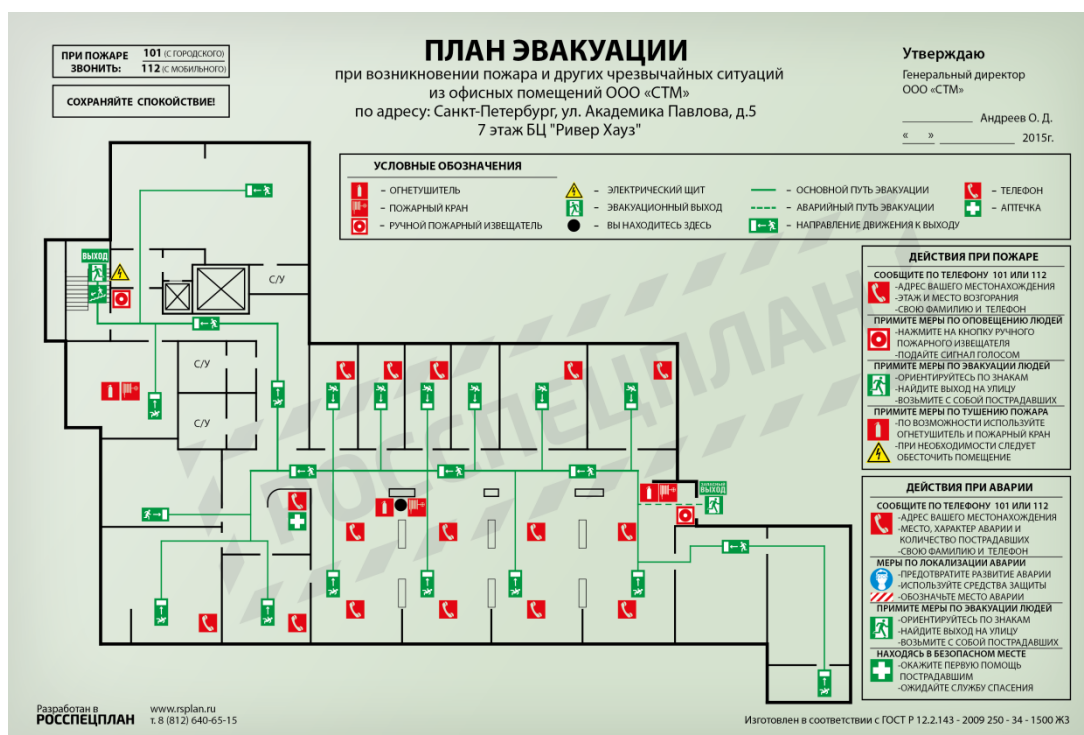 ПРИ ПОЖАРЕ ЗВОНИТЬ:
101 (С ГОРОДСКОГО)
112 (С МОБИЛЬНОГО)
СОХРАНЯЙТЕ СПОКОЙСТВИЕ!
ПЛАН ЭВАКУАЦИИ
при возникновении пожара и других чрезвычайных ситуаций
из офисных помещений ООО «СТМ»
по адресу: Санкт-Петербург, ул. Академика Павлова, д.5
7 этаж БЦ "Ривер Хауз"
Утверждаю
Генеральный директор
ООО «СТМ»
Андреев О. Д.
« » 2015г.
УСЛОВНЫЕ ОБОЗНАЧЕНИЯ
– ОГНЕТУШИТЕЛЬ
– ПОЖАРНЫЙ КРАН
– РУЧНОЙ ПОЖАРНЫЙ ИЗВЕЩАТЕЛЬ
– ЭЛЕКТРИЧЕСКИЙ ЩИТ
– ЭВАКУАЦИОННЫЙ ВЫХОД
– ВЫ НАХОДИТЕСЬ ЗДЕСЬ
– ОСНОВНОЙ ПУТЬ ЭВАКУАЦИИ
– АВАРИЙНЫЙ ПУТЬ ЭВАКУАЦИИ
– НАПРАВЛЕНИЕ ДВИЖЕНИЯ К ВЫХОДУ
– ТЕЛЕФОН
– АПТЕЧКА
ВЫХОД
С/У
С/У
С/У
ЗАПАСНЫЙ
ВЫХОД
РОССПЕЦПЛАН
ДЕЙСТВИЯ ПРИ ПОЖАРЕ
СООБЩИТЕ ПО ТЕЛЕФОНУ 101 ИЛИ 112
-АДРЕС ВАШЕГО МЕСТОНАХОЖДЕНИЯ
-ЭТАЖ И МЕСТО ВОЗГОРАНИЯ
-СВОЮ ФАМИЛИЮ И ТЕЛЕФОН
ПРИМИТЕ МЕРЫ ПО ОПОВЕЩЕНИЮ ЛЮДЕЙ
-НАЖМИТЕ НА КНОПКУ РУЧНОГО
ПОЖАРНОГО ИЗВЕЩАТЕЛЯ
-ПОДАЙТЕ СИГНАЛ ГОЛОСОМ
ПРИМИТЕ МЕРЫ ПО ЭВАКУАЦИИ ЛЮДЕЙ
-ОРИЕНТИРУЙТЕСЬ ПО ЗНАКАМ
-НАЙДИТЕ ВЫХОД НА УЛИЦУ
-ВОЗЬМИТЕ С СОБОЙ ПОСТРАДАВШИХ
ПРИМИТЕ МЕРЫ ПО ТУШЕНИЮ ПОЖАРА
-ПО ВОЗМОЖНОСТИ ИСПОЛЬЗУЙТЕ
ОГНЕТУШИТЕЛЬ И ПОЖАРНЫЙ КРАН
-ПРИ НЕОБХОДИМОСТИ СЛЕДУЕТ
ОБЕСТОЧИТЬ ПОМЕЩЕНИЕ
ДЕЙСТВИЯ ПРИ АВАРИИ
СООБЩИТЕ ПО ТЕЛЕФОНУ 101 ИЛИ 112
-АДРЕС ВАШЕГО МЕСТОНАХОЖДЕНИЯ
-МЕСТО, ХАРАКТЕР АВАРИИ И
КОЛИЧЕСТВО ПОСТРАДАВШИХ
-СВОЮ ФАМИЛИЮ И ТЕЛЕФОН
МЕРЫ ПО ЛОКАЛИЗАЦИИ АВАРИИ
-ПРЕДОТВРАТИТЕ РАЗВИТИЕ АВАРИИ
-ИСПОЛЬЗУЙТЕ СРЕДСТВА ЗАЩИТЫ
-ОБОЗНАЧЬТЕ МЕСТО АВАРИИ
ПРИМИТЕ МЕРЫ ПО ЭВАКУАЦИИ ЛЮДЕЙ
-ОРИЕНТИРУЙТЕСЬ ПО ЗНАКАМ
-НАЙДИТЕ ВЫХОД НА УЛИЦУ
-ВОЗЬМИТЕ С СОБОЙ ПОСТРАДАВШИХ
НАХОДЯСЬ В БЕЗОПАСНОМ МЕСТЕ
-ОКАЖИТЕ ПЕРВУЮ ПОМОЩЬ
ПОСТРАДАВШИМ
-ОЖИДАЙТЕ СЛУЖБУ СПАСЕНИЯ
Разработан в
РОССПЕЦПЛАН
www.rsplan.ru
т. 8 (812) 640-65-15
Изготовлен в соответствии с ГОСТ Р 12.2.143 - 2009 250 - 34 - 1500 ЖЗ